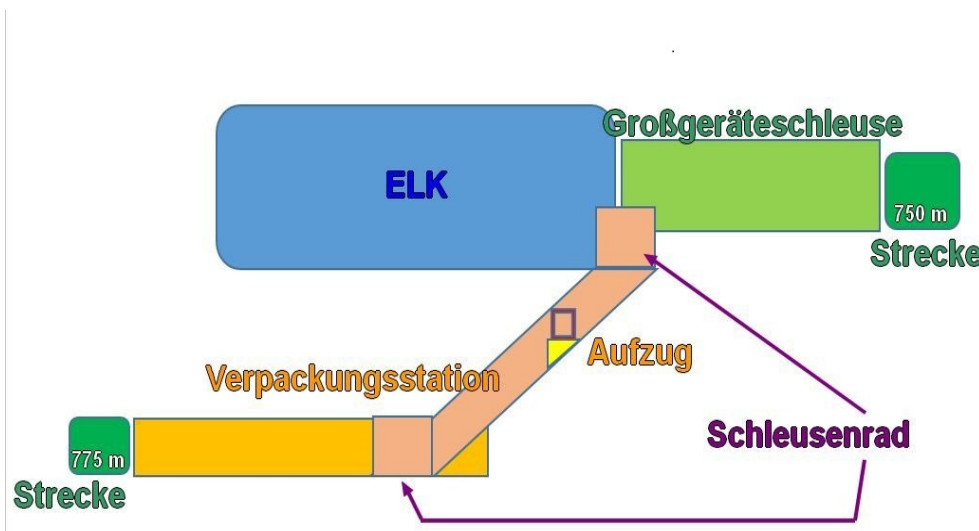 Großgeräteschleuse
ELK
750 m
Strecke
Aufzug
Verpackungsstation
Schleusenrad
775 m
Strecke